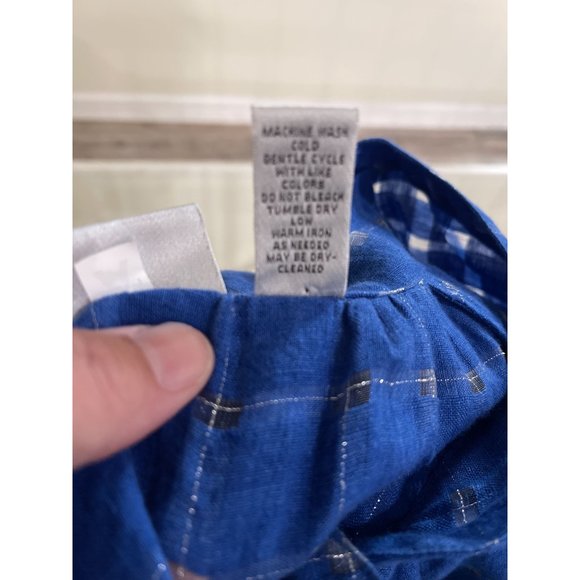 MACHINE WASH
COLD
GENTLE CYCLE
WITH LIKE
COLORS
DO NOT BLEACH
TUMBLE DRY
LOW
WARM IRON
AS NEEDED
MAY BE DRY-
CLEANED